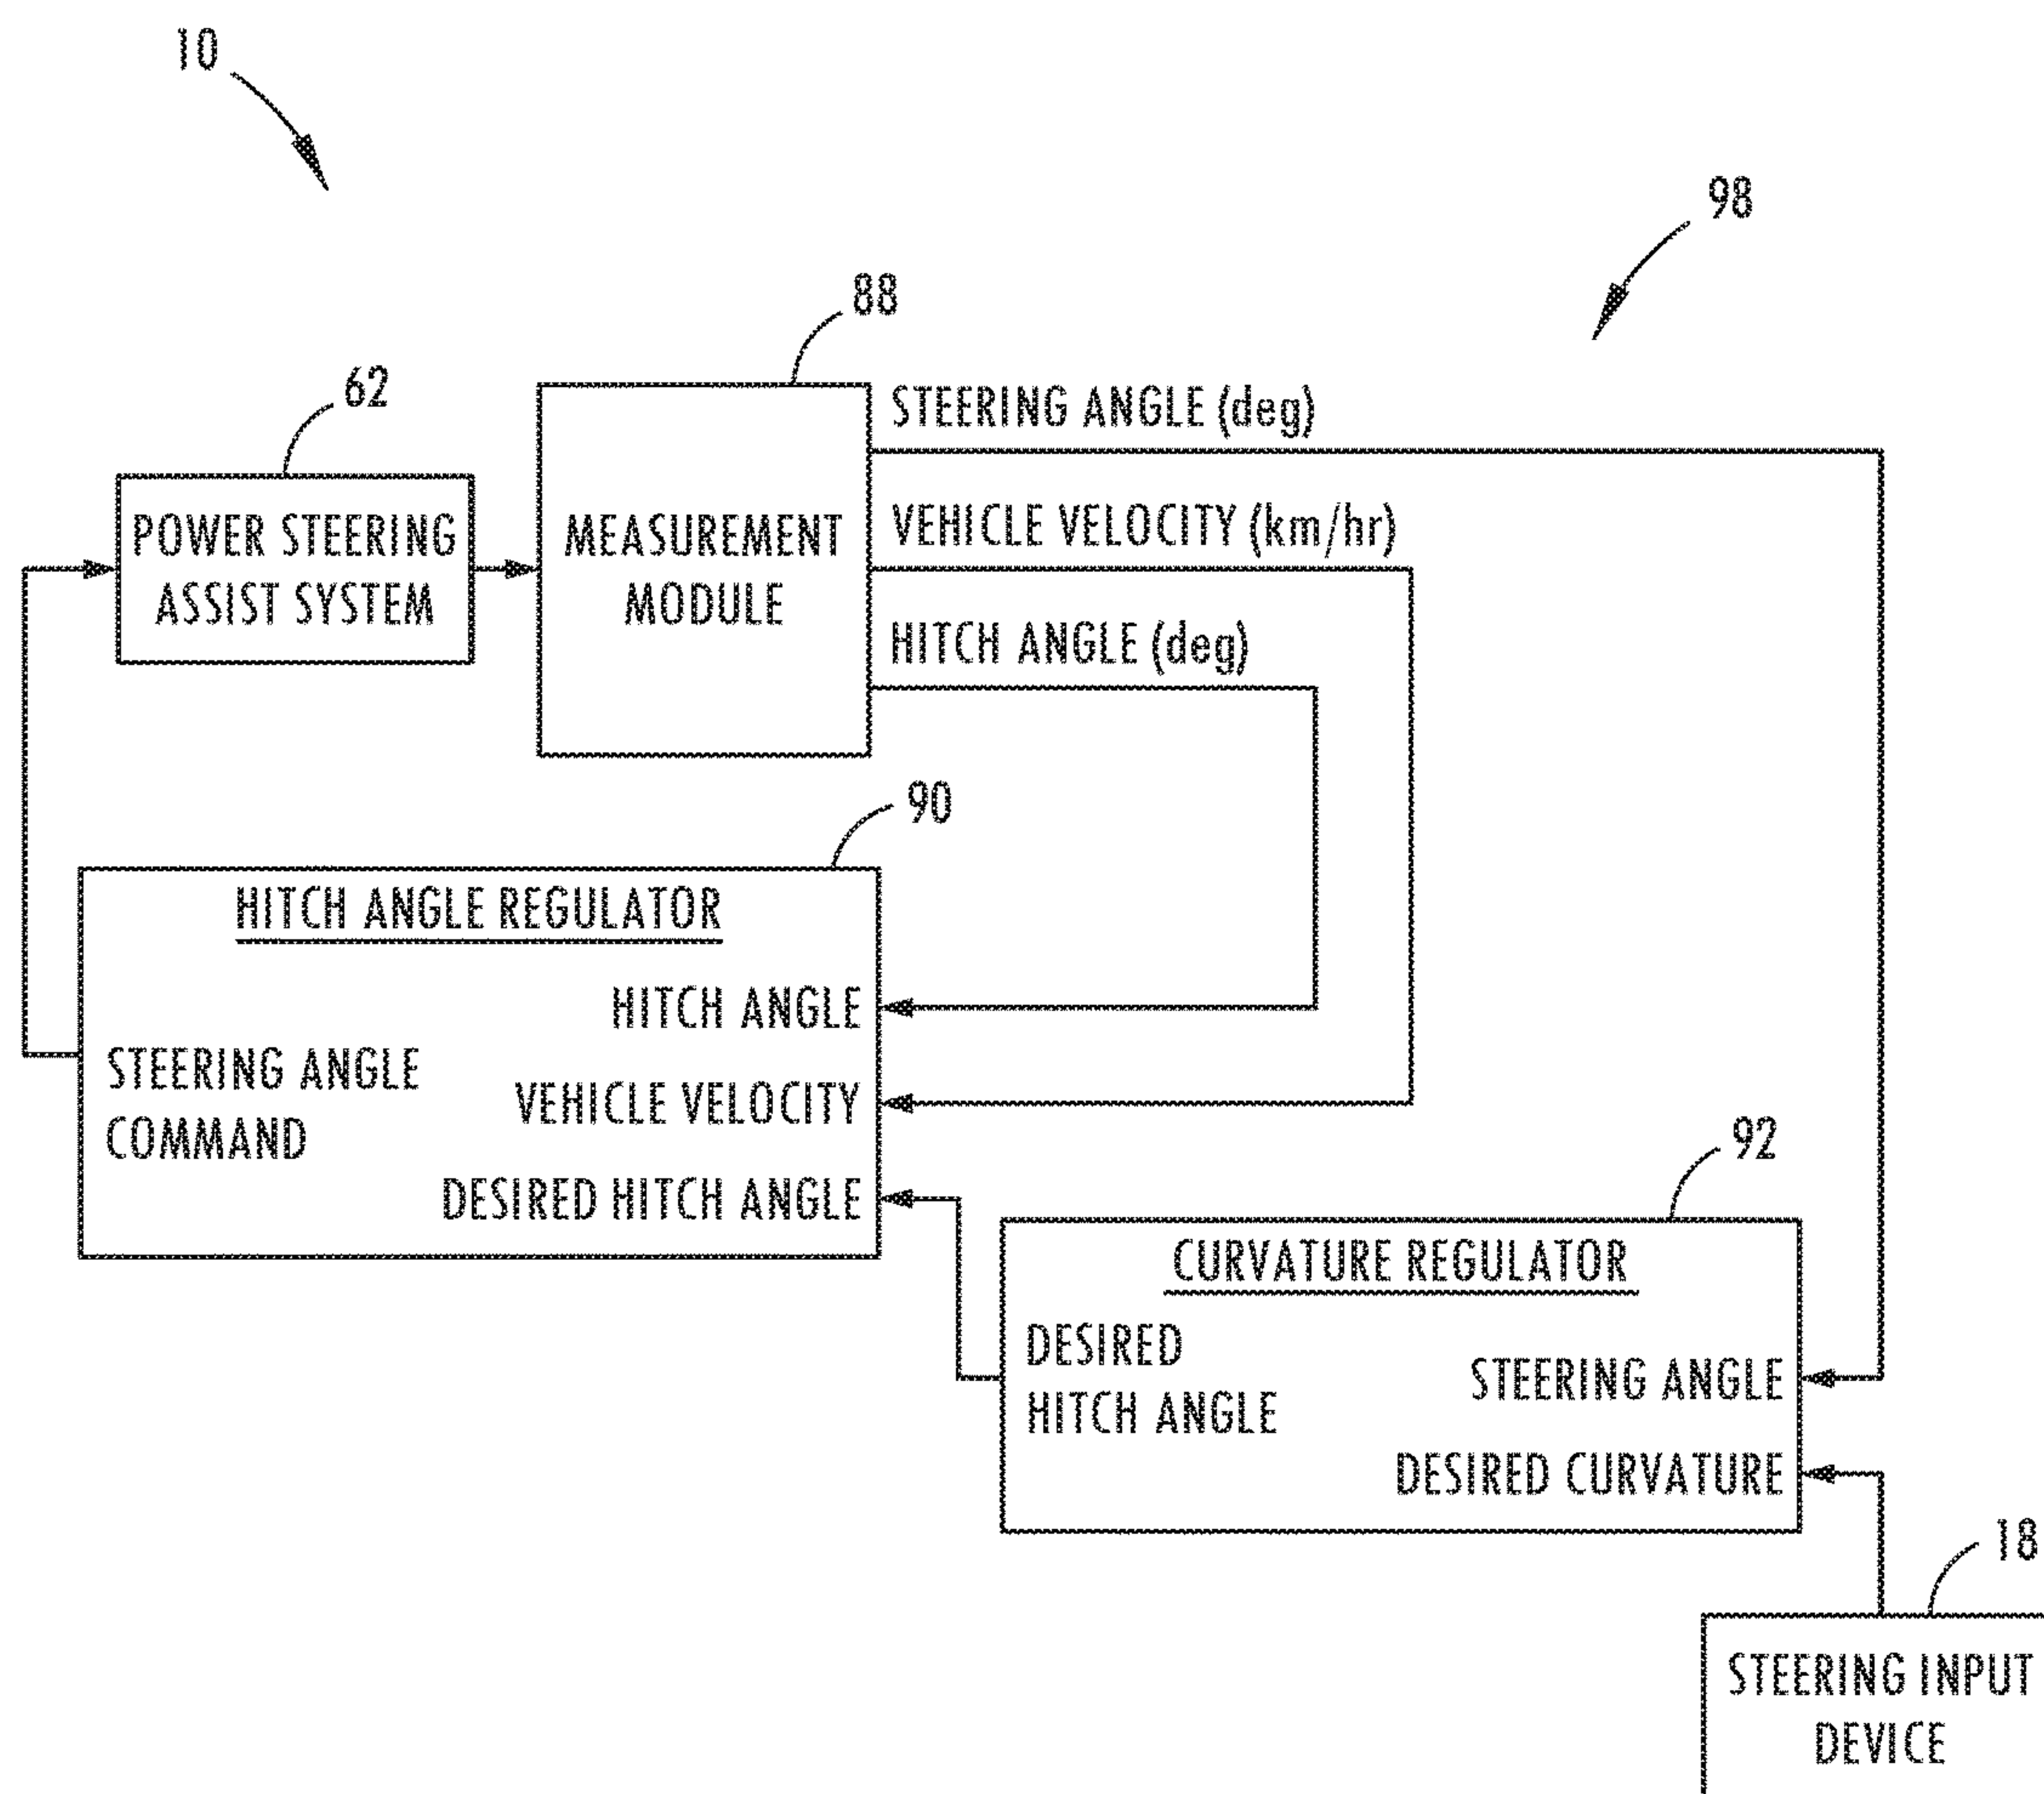 10
98
88
62
STEERING ANGLE (deg)
VEHICLE VELOCITY (km/hr)
HITCH ANGLE (deg)
POWER STEERING
ASSIST SYSTEM
MEASUREMENT
MODULE
90
HITCH ANGLE REGULATOR
HITCH ANGLE
STEERING ANGLE
COMMAND
VEHICLE VELOCITY
DESIRED HITCH ANGLE
92
CURVATURE REGULATOR
DESIRED
HITCH ANGLE
STEERING ANGLE
DESIRED CURVATURE
18
STEERING INPUT
DEVICE